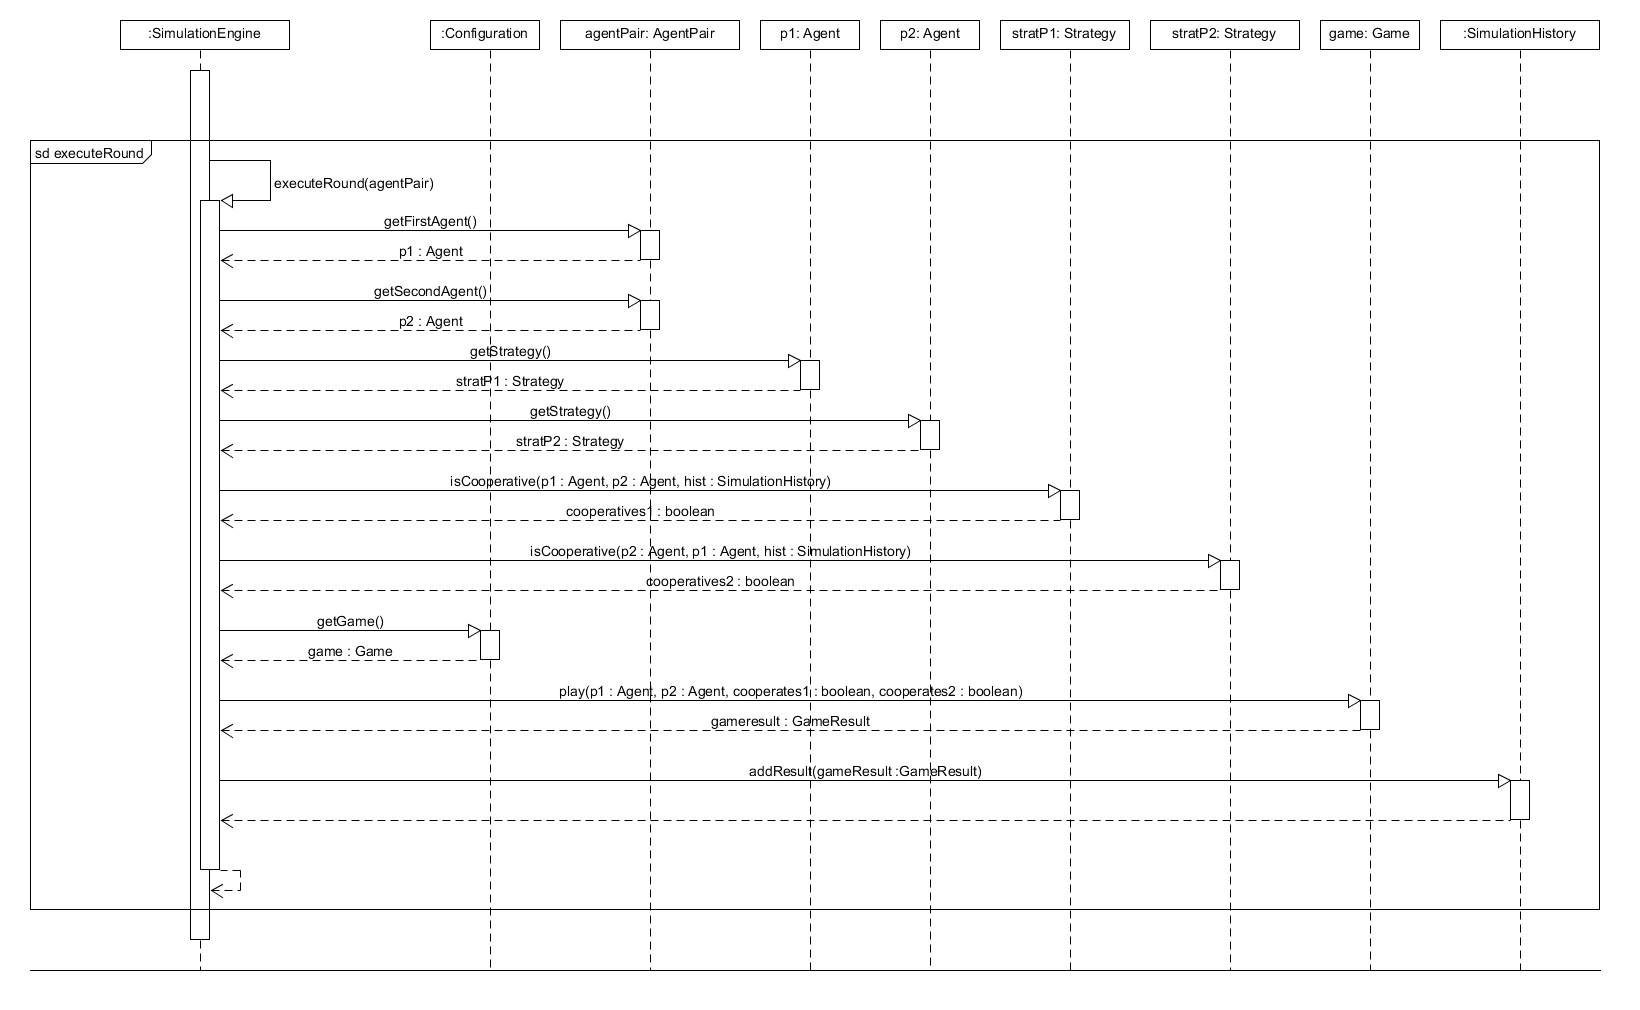 :SimulationEngine
:Configuration
agentPair: AgentPair
p1: Agent
p2: Agent
stratP1: Strategy
stratP2: Strategy
game: Game
:SimulationHistory
sd executeRound
executeRound(agentPair)
getFirstAgent()
p1 : Agent
getSecondAgent()
p2 : Agent
getStrategy()
stratP1 : Strategy
getStrategy()
stratP2 : Strategy
isCooperative(p1 : Agent, p2 : Agent, hist : SimulationHistory)
cooperatives1 : boolean
isCooperative(p2 : Agent, p1 : Agent, hist : SimulationHistory)
cooperatives2 : boolean
getGame()
game : Game
play(p1 : Agent, p2 : Agent, cooperates1 : boolean, cooperates2 : boolean)
gameresult : GameResult
addResult(gameResult :GameResult)